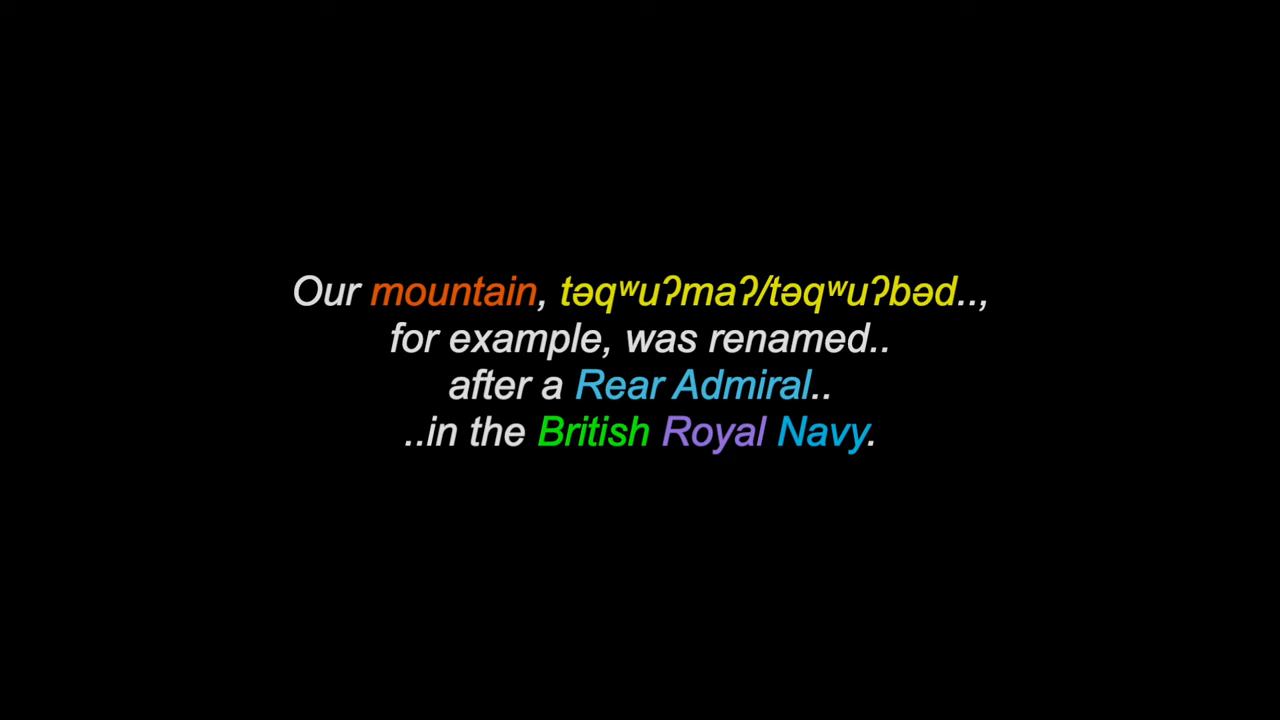 Our mountain, təqʷuʔmaʔ/təqʷuʔbəd..,
for example, was renamed..
after a Rear Admiral..
..in the British Royal Navy.